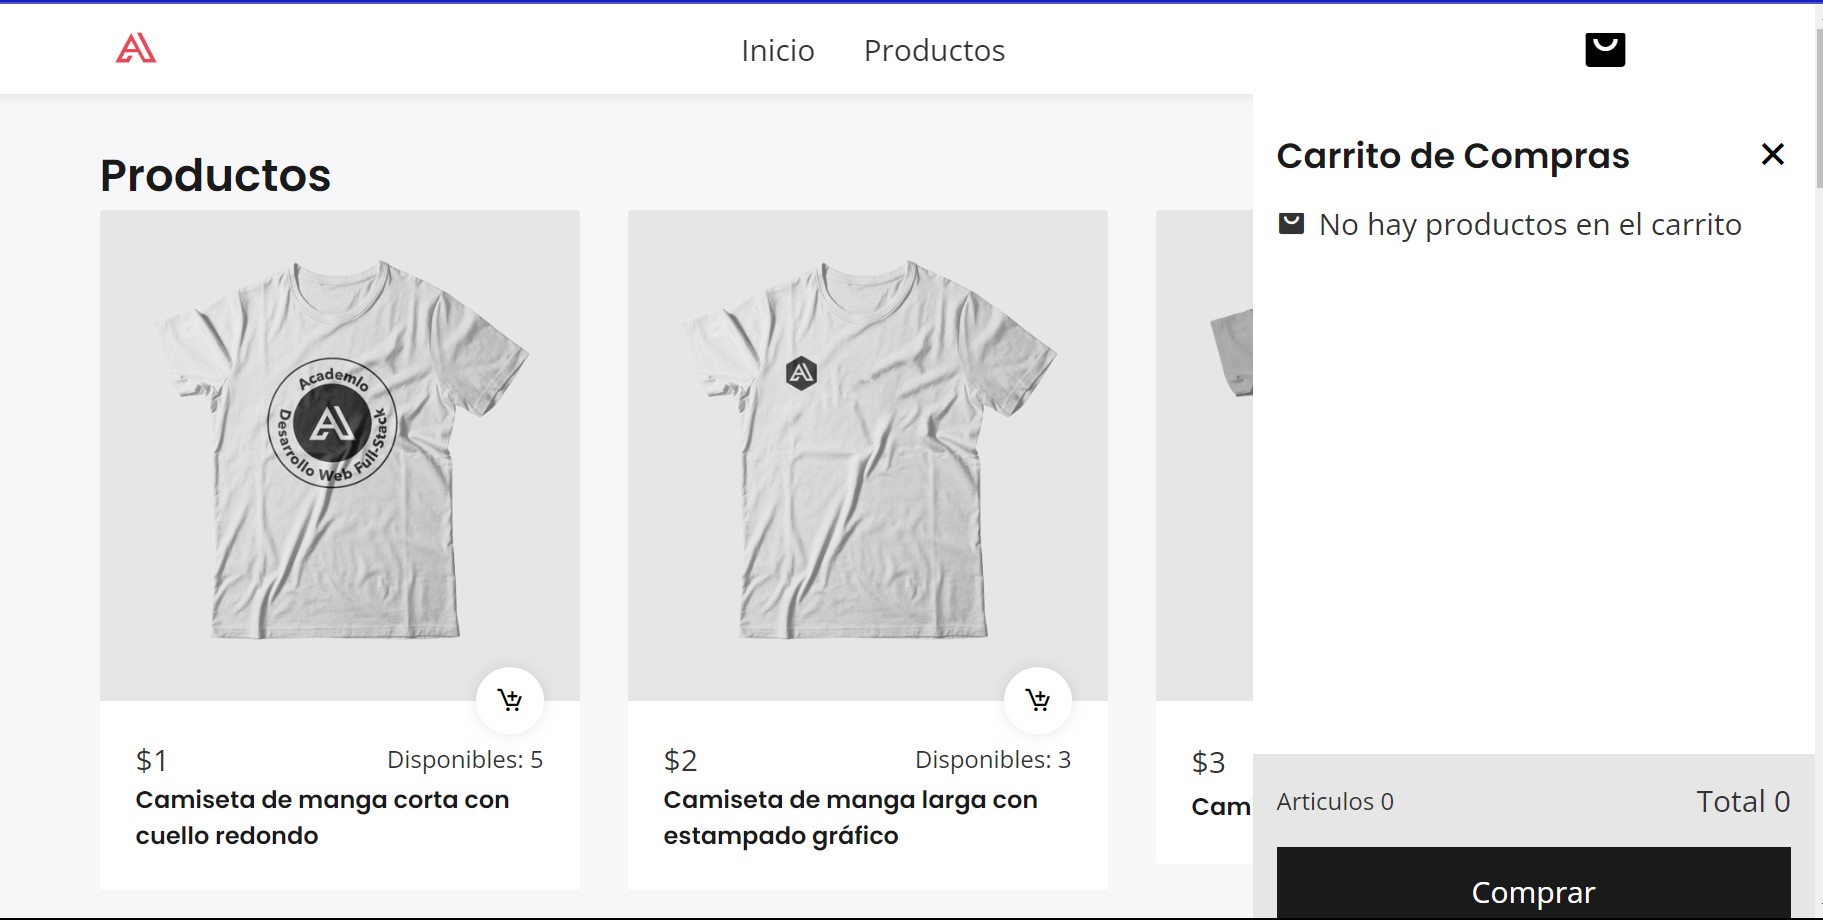 Inicio Productos
Productos
Academlo
Desarrollo Web Full-Stack
$1 Disponibles: 5
Camiseta de manga corta con
cuello redondo
$2 Disponibles: 3
Camiseta de manga larga con
estampado gráfico
$3
Cam
Carrito de Compras
No hay productos en el carrito
Articulos 0 Total 0
Comprar